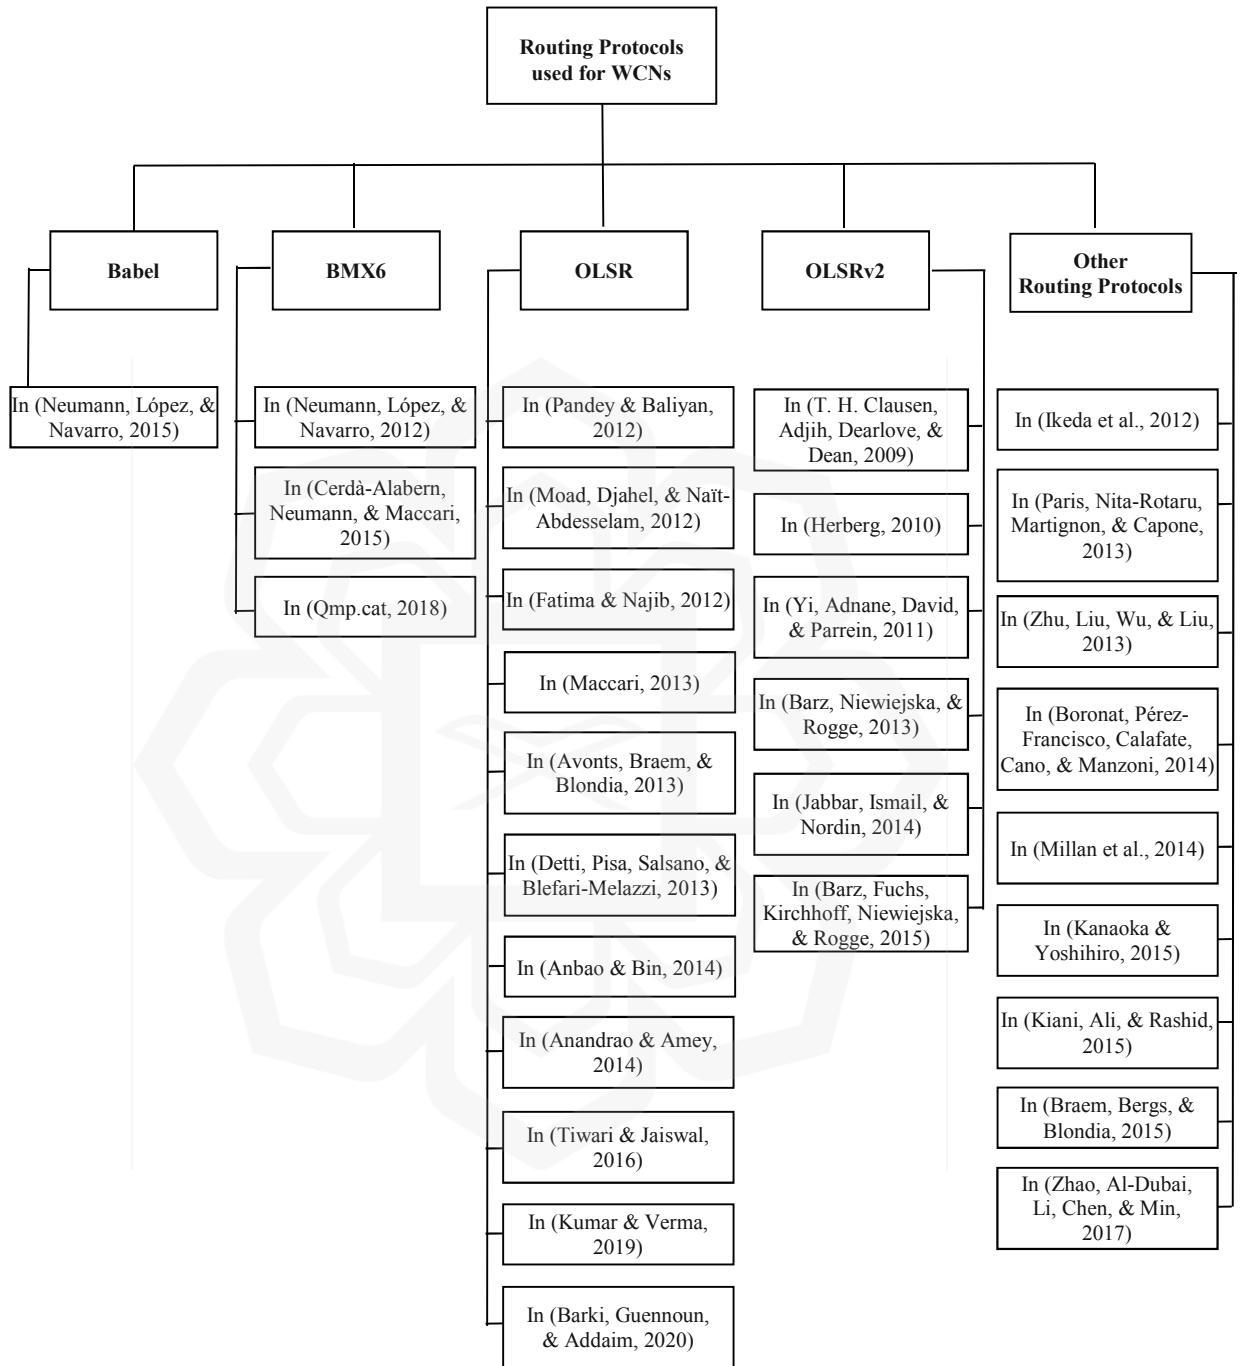 Routing Protocols
used for WCNs
Babel
BMX6
OLSR
OLSRv2
Other
Routing Protocols
In (Neumann, López, &
Navarro, 2015)
In (Neumann, López, &
Navarro, 2012)
In (Cerdà-Alabern,
Neumann, & Maccari,
2015)
In (Qmp.cat, 2018)
In (Pandey & Baliyan,
2012)
In (Moad, Djahel, & Naït-
Abdesselam, 2012)
In (Fatima & Najib, 2012)
In (Maccari, 2013)
In (Avonts, Braem, &
Blondia, 2013)
In (Detti, Pisa, Salsano, &
Blefari-Melazzi, 2013)
In (Anbao & Bin, 2014)
In (Anandrao & Amey,
2014)
In (Tiwari & Jaiswal,
2016)
In (Kumar & Verma,
2019)
In (Barki, Guennoun,
& Addaim, 2020)
In (T. H. Clausen,
Adjih, Dearlove, &
Dean, 2009)
In (Herberg, 2010)
In (Yi, Adnane, David,
& Parrein, 2011)
In (Barz, Niewiejska, &
Rogge, 2013)
In (Jabbar, Ismail, &
Nordin, 2014)
In (Barz, Fuchs,
Kirchhoff, Niewiejska,
& Rogge, 2015)
In (Ikeda et al., 2012)
In (Paris, Nita-Rotaru,
Martignon, & Capone,
2013)
In (Zhu, Liu, Wu, & Liu,
2013)
In (Boronat, Pérez-
Francisco, Calafate,
Cano, & Manzoni, 2014)
In (Millan et al., 2014)
In (Kanaoka &
Yoshihiro, 2015)
In (Kiani, Ali, & Rashid,
2015)
In (Braem, Bergs, &
Blondia, 2015)
In (Zhao, Al-Dubai,
Li, Chen, & Min,
2017)